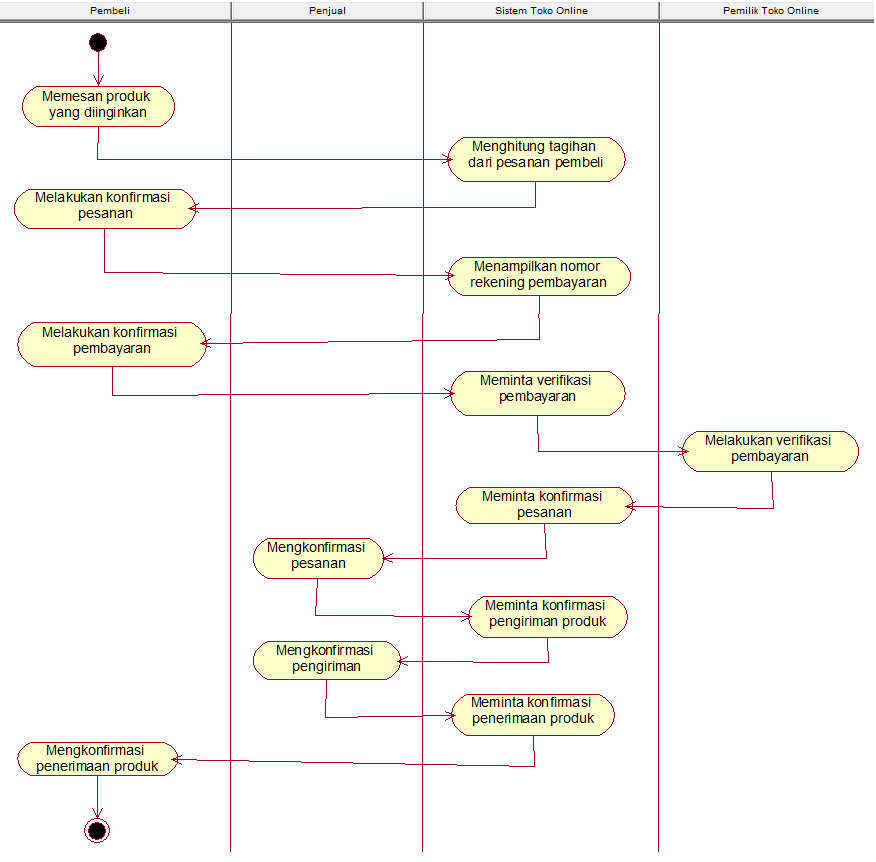 Pembeli
Penjual
Sistem Toko Online
Pemilik Toko Online
Memesan produk
yang diinginkan
Menghitung tagihan
dari pesanan pembeli
Melakukan konfirmasi
pesanan
Menampilkan nomor
rekening pembayaran
Melakukan konfirmasi
pembayaran
Meminta verifikasi
pembayaran
Melakukan verifikasi
pembayaran
Meminta konfirmasi
pesanan
Mengkonfirmasi
pesanan
Meminta konfirmasi
pengiriman produk
Mengkonfirmasi
pengiriman
Meminta konfirmasi
penerimaan produk
Mengkonfirmasi
penerimaan produk